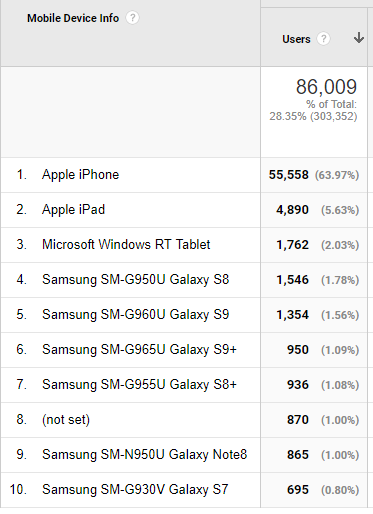 Mobile Device Info ?
Users ?
86,009
% of Total:
28.35% (303,352)
1. Apple iPhone 55,558 (63.97%)
2. Apple iPad 4,890 (5.63%)
3. Microsoft Windows RT Tablet 1,762 (2.03%)
4. Samsung SM-G950U Galaxy S8 1,546 (1.78%)
5. Samsung SM-G960U Galaxy S9 1,354 (1.56%)
6. Samsung SM-G965U Galaxy S9+ 950 (1.09%)
7. Samsung SM-G955U Galaxy S8+ 936 (1.08%)
8. (not set) 870 (1.00%)
9. Samsung SM-N950U Galaxy Note8 865 (1.00%)
10. Samsung SM-G930V Galaxy S7 695 (0.80%)